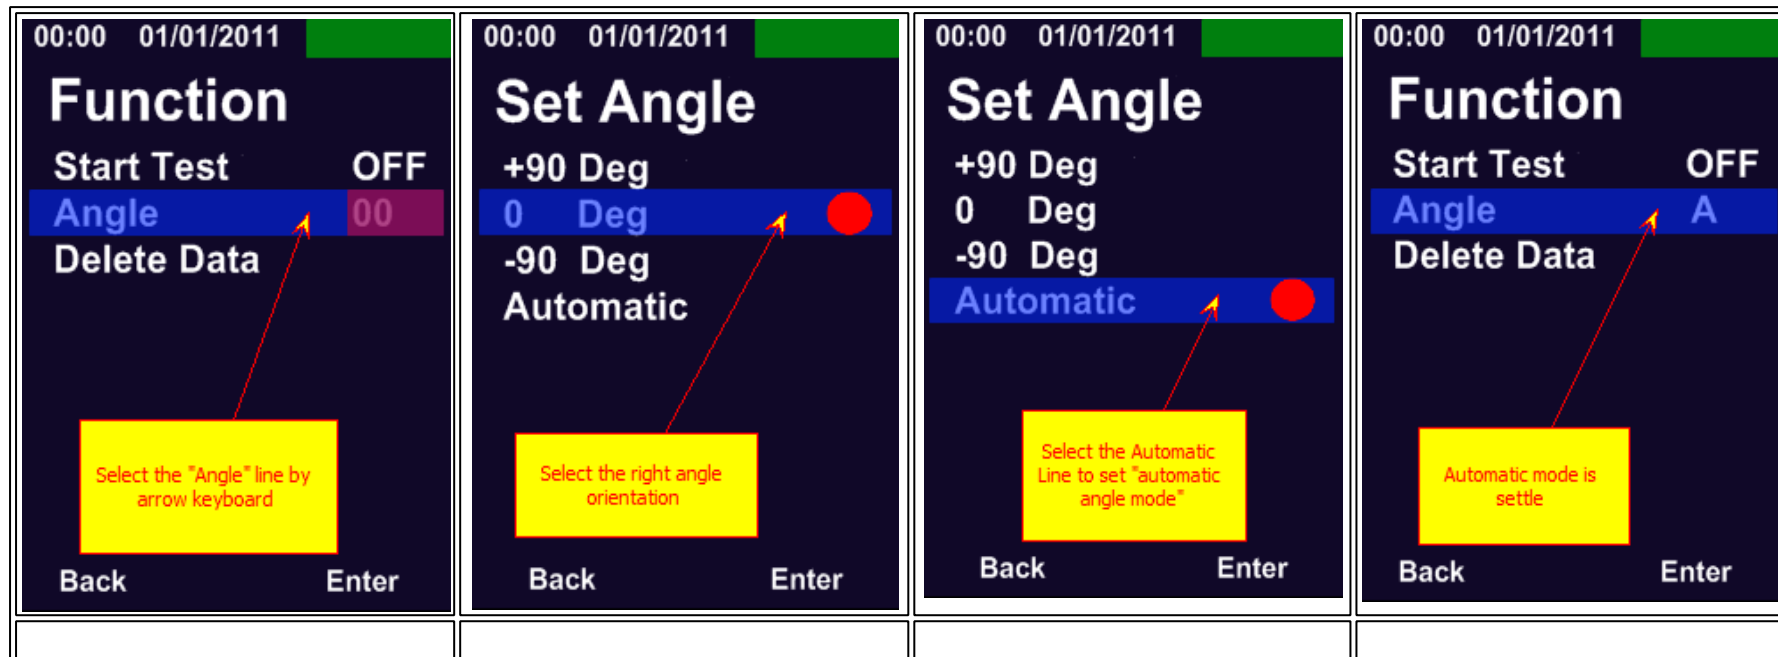 00:00 01/01/2011
Function
Start Test OFF
Angle 00
Delete Data
Select the "Angle" line by
arrow keyboard
Back Enter
00:00 01/01/2011
Set Angle
+90 Deg
0 Deg
-90 Deg
Automatic
Select the right angle
orientation
Back Enter
00:00 01/01/2011
Set Angle
+90 Deg
0 Deg
-90 Deg
Automatic
Select the Automatic
Line to set "automatic
angle mode"
Back Enter
00:00 01/01/2011
Function
Start Test OFF
Angle A
Delete Data
Automatic mode is
settle
Back Enter